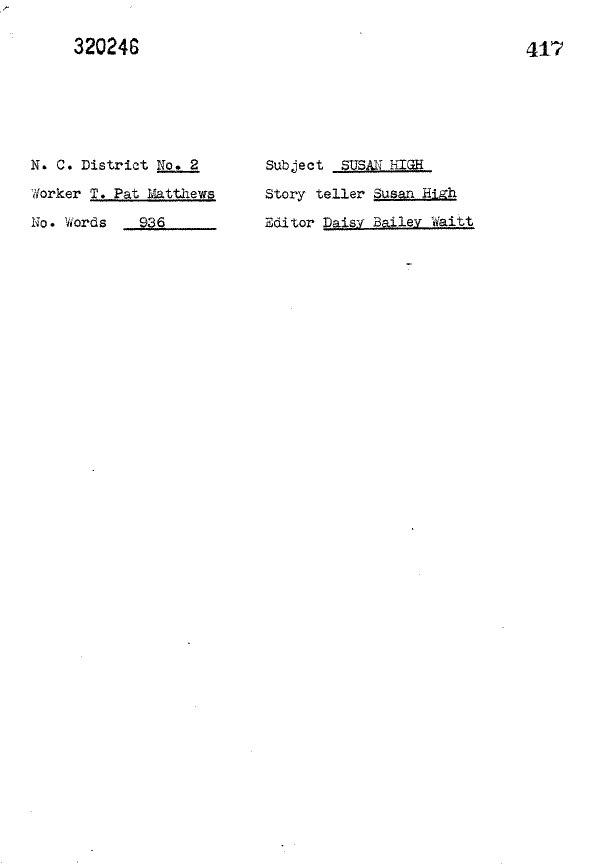 320246 417
N. C. District No. 2 Subject SUSAN HIGH
Worker T. Pat Matthews Story teller Susan High
No. Words 936 Editor Daisy Bailey Waitt